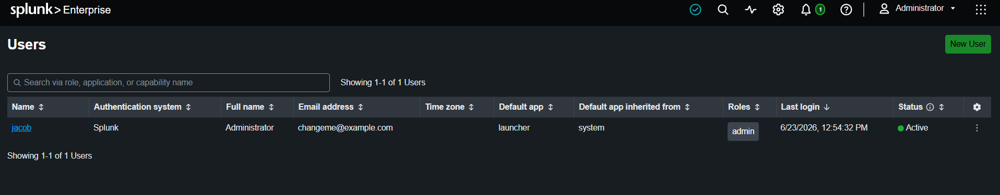 splunk> Enterprise 1 Administrator
Users New User
Search via role, application, or capability name Showing 1-1 of 1 Users
Name Authentication system Full name Email address Time zone Default app Default app inherited from Roles Last login Status
jacob Splunk Administrator changeme@example.com launcher system admin 6/23/2026, 12:54:32 PM Active
Showing 1-1 of 1 Users